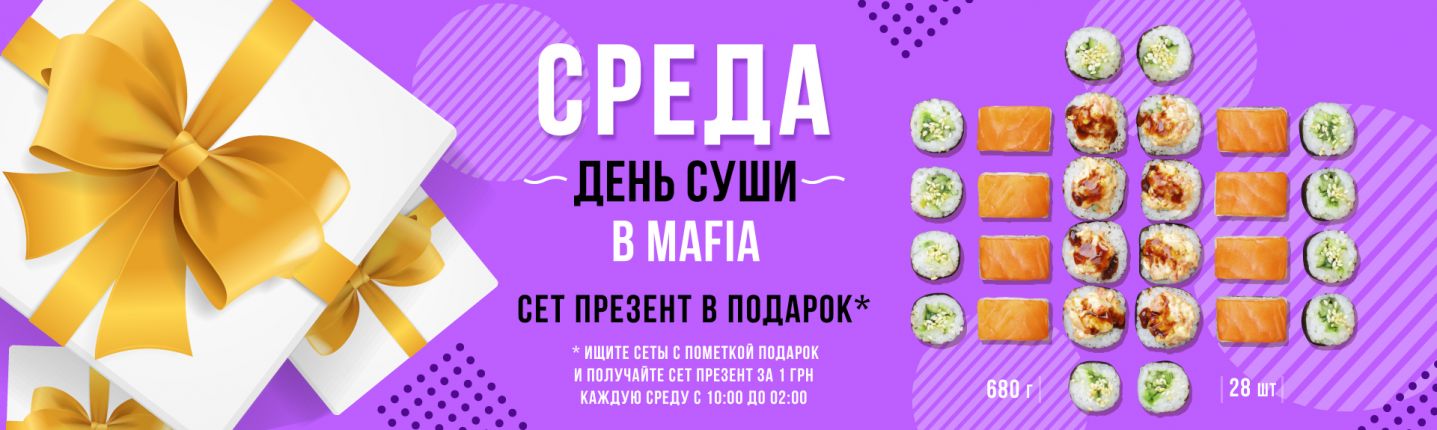 СРЕДА
ДЕНЬ СУШИ
В MAFIA
СЕТ ПРЕЗЕНТ В ПОДАРОК*
* ИЩИТЕ СЕТЫ С ПОМЕТКОЙ ПОДАРОК
И ПОЛУЧАЙТЕ СЕТ ПРЕЗЕНТ ЗА 1 ГРН
КАЖДУЮ СРЕДУ С 10:00 ДО 02:00
680 г
28 шт